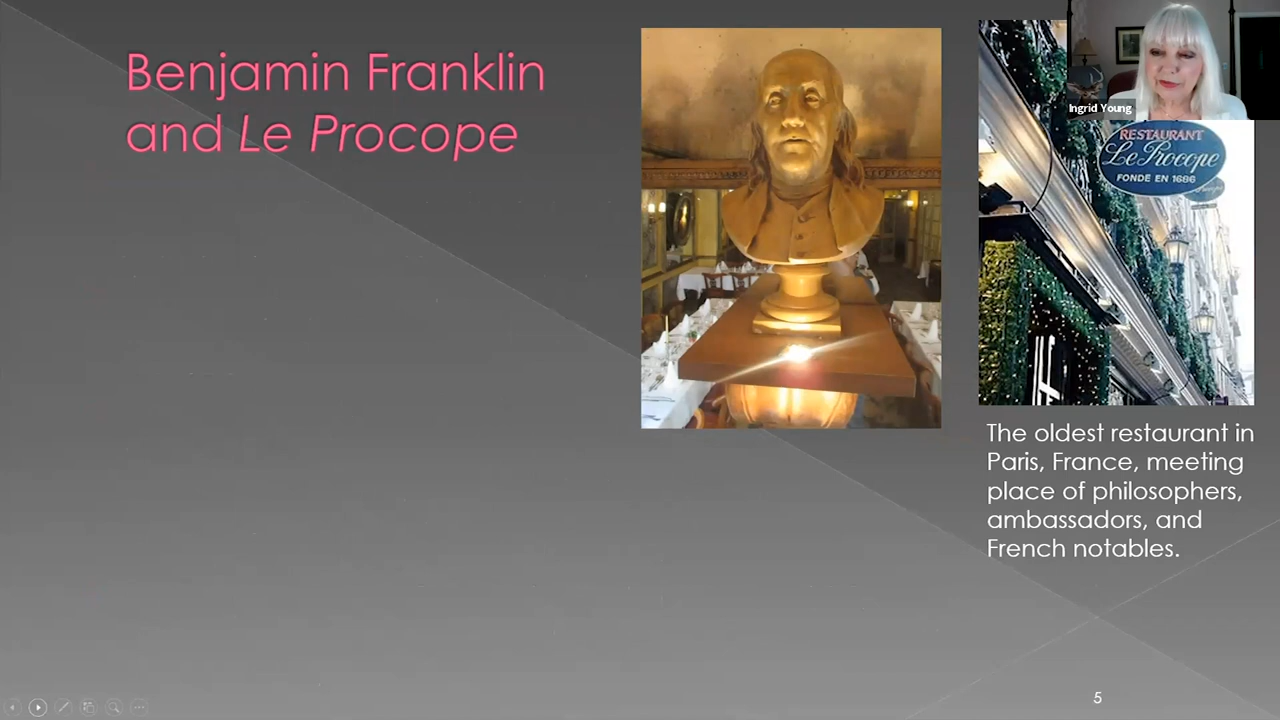 Benjamin Franklin
and Le Procope
Ingrid Young
RESTAURANT
Le Procope
FONDE EN 1686
The oldest restaurant in
Paris, France, meeting
place of philosophers,
ambassadors, and
French notables.
5